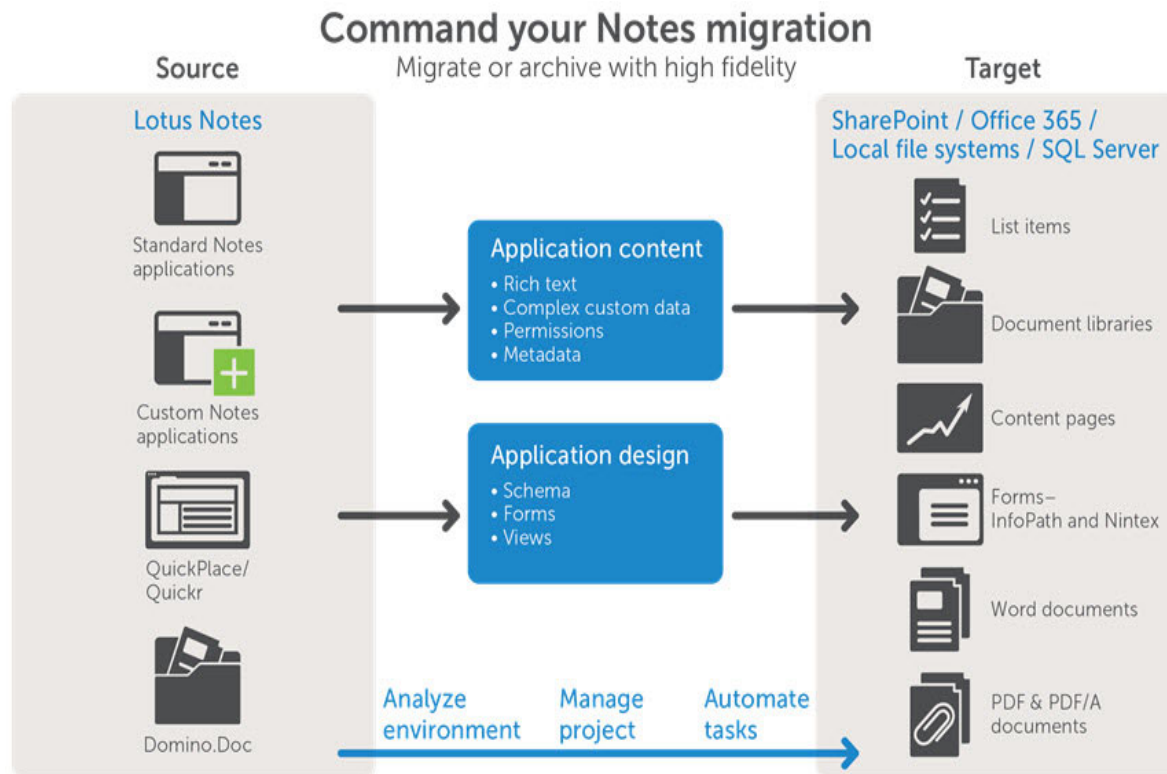 Command your Notes migration
Migrate or archive with high fidelity
Source
Lotus Notes
Standard Notes
applications
Custom Notes
applications
QuickPlace/
Quickr
Domino.Doc
Application content
• Rich text
• Complex custom data
• Permissions
• Metadata
Application design
• Schema
• Forms
• Views
Analyze
environment
Manage
project
Automate
tasks
Target
SharePoint / Office 365 /
Local file systems / SQL Server
List items
Document libraries
Content pages
Forms–
InfoPath and Nintex
Word documents
PDF & PDF/A
documents